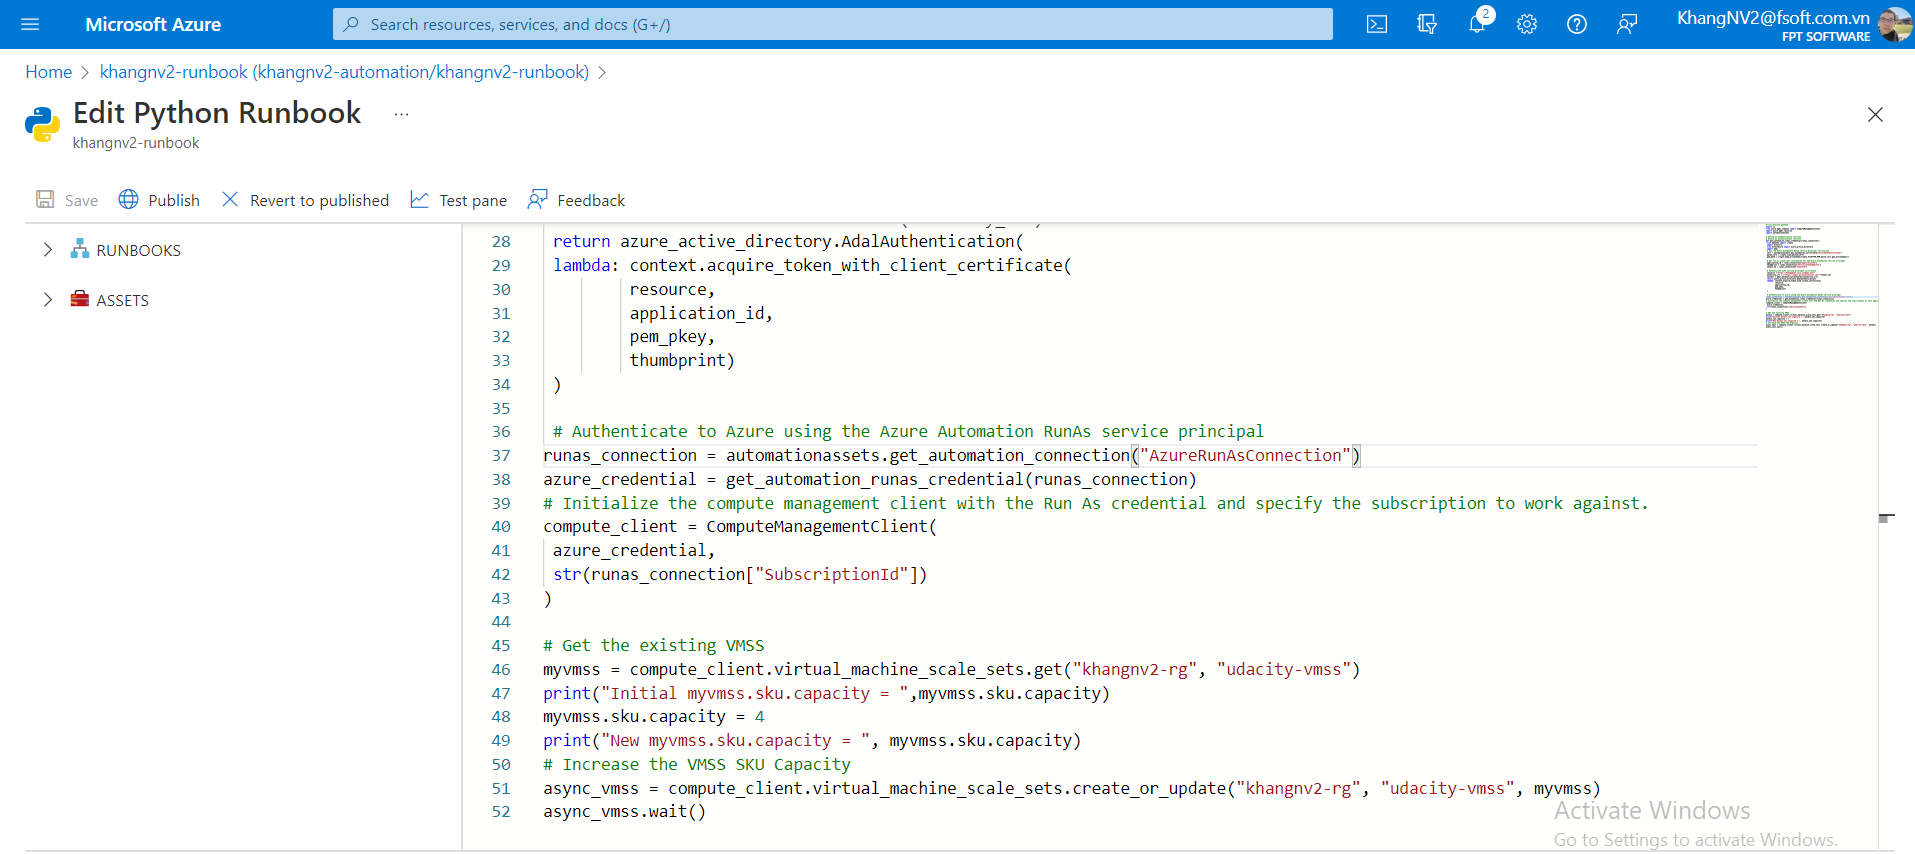 Microsoft Azure
Search resources, services, and docs (G+/)
2
KhangNV2@fsoft.com.vn
FPT SOFTWARE
Home > khangnv2-runbook (khangnv2-automation/khangnv2-runbook) >
Edit Python Runbook ...
khangnv2-runbook
Save Publish Revert to published Test pane Feedback
RUNBOOKS
ASSETS
28 return azure_active_directory.AdalAuthentication(
29 lambda: context.acquire_token_with_client_certificate(
30 resource,
31 application_id,
32 pem_pkey,
33 thumbprint)
34 )
35
36 # Authenticate to Azure using the Azure Automation RunAs service principal
37 runas_connection = automationassets.get_automation_connection("AzureRunAsConnection")
38 azure_credential = get_automation_runas_credential(runas_connection)
39 # Initialize the compute management client with the Run As credential and specify the subscription to work against.
40 compute_client = ComputeManagementClient(
41 azure_credential,
42 str(runas_connection["SubscriptionId"])
43 )
44
45 # Get the existing VMSS
46 myvmss = compute_client.virtual_machine_scale_sets.get("khangnv2-rg", "udacity-vmss")
47 print("Initial myvmss.sku.capacity = ",myvmss.sku.capacity)
48 myvmss.sku.capacity = 4
49 print("New myvmss.sku.capacity = ", myvmss.sku.capacity)
50 # Increase the VMSS SKU Capacity
51 async_vmss = compute_client.virtual_machine_scale_sets.create_or_update("khangnv2-rg", "udacity-vmss", myvmss)
52 async_vmss.wait()
Activate Windows
Go to Settings to activate Windows.